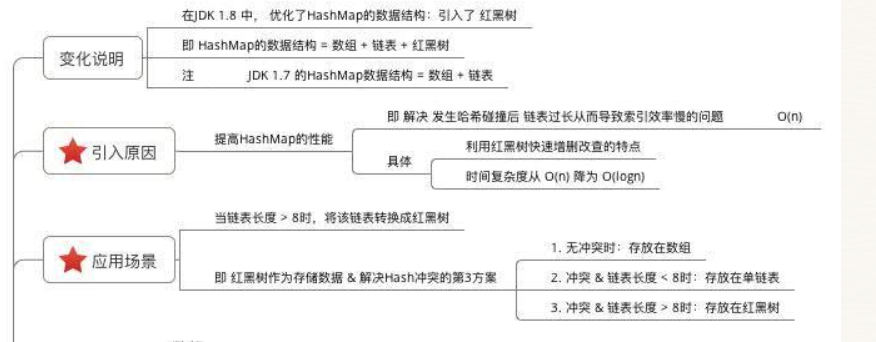 在JDK 1.8 中， 优化了HashMap的数据结构：引入了 红黑树
变化说明
即 HashMap的数据结构 = 数组 + 链表 + 红黑树
注 JDK 1.7 的HashMap数据结构 = 数组 + 链表
即 解决 发生哈希碰撞后 链表过长从而导致索引效率慢的问题 O(n)
引入原因
提高HashMap的性能
利用红黑树快速增删改查的特点
具体
时间复杂度从 O(n) 降为 O(logn)
当链表长度 > 8时，将该链表转换成红黑树
应用场景
1. 无冲突时：存放在数组
即 红黑树作为存储数据 & 解决Hash冲突的第3方案
2. 冲突 & 链表长度 < 8时：存放在单链表
3. 冲突 & 链表长度 > 8时：存放在红黑树